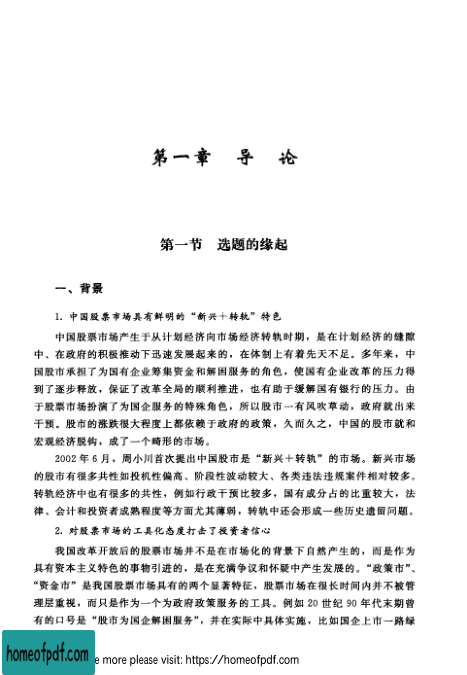 第一章 导 论
第一节 选题的缘起
一、背景
1. 中国股票市场具有鲜明的“新兴＋转轨”特色
中国股票市场产生于从计划经济向市场经济转轨时期，是在计划经济的缝隙
中、在政府的积极推动下迅速发展起来的，在体制上有着先天不足。多年来，中
国股市承担了为国有企业筹集资金和解困服务的角色，使国有企业改革的压力得
到了逐步释放，保证了改革全局的顺利推进，也有助于缓解国有银行的压力。由
于股票市场扮演了为国企服务的特殊角色，所以股市一有风吹草动，政府就出来
干预。股市的涨跌很大程度上都依赖于政府的政策，久而久之，中国的股市就和
宏观经济脱钩，成了一个畸形的市场。
2002 年 6 月，周小川首次提出中国股市是“新兴＋转轨”的市场。新兴市场
的股市有很多共性如投机性偏高、阶段性波动较大、各类违法违规案件相对较多。
转轨经济中也有很多的共性，例如行政干预比较多，国有成分占的比重较大，法
律、会计和投资者成熟程度等方面尤其薄弱，转轨中还会形成一些历史遗留问题。
2. 对股票市场的工具化态度打击了投资者信心
我国改革开放后的股票市场并不是在市场化的背景下自然产生的，而是作为
具有资本主义特色的事物引进的，是在充满争议和怀疑中产生发展的。“政策市”、
“资金市”是我国股票市场具有的两个显著特征，股票市场在很长时间内并不被管
理层重视，而只是作为一个为政府政策服务的工具。例如 20 世纪 90 年代末期曾
有的口号是“股市为国企解困服务”，并在实际中具体实施，比如国企上市一路绿
homeofpdf.com
e more please visit: https://homeofpdf.com